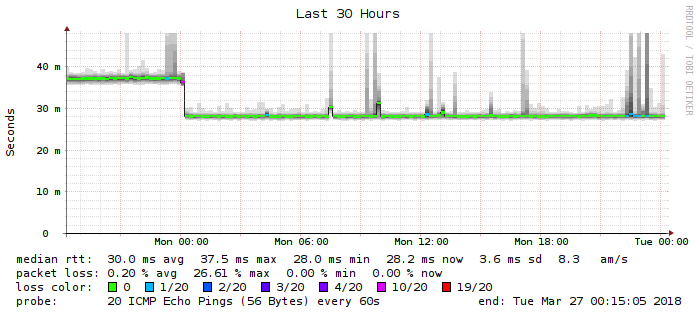 Last 30 Hours
RRDTOOL / TOBI OETIKER
Seconds
40 m
30 m
20 m
10 m
0
Mon 00:00 Mon 06:00 Mon 12:00 Mon 18:00 Tue 00:00
median rtt: 30.0 ms avg 37.5 ms max 28.0 ms min 28.2 ms now 3.6 ms sd 8.3 am/s
packet loss: 0.20 % avg 26.61 % max 0.00 % min 0.00 % now
loss color: 0 1/20 2/20 3/20 4/20 10/20 19/20
probe: 20 ICMP Echo Pings (56 Bytes) every 60s end: Tue Mar 27 00:15:05 2018